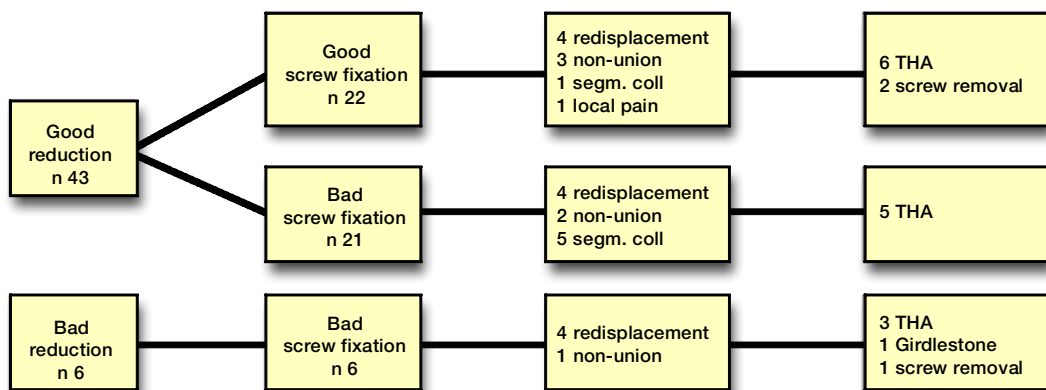 Good
reduction
n 43
Good
screw fixation
n 22
4 redisplacement
3 non-union
1 segm. coll
1 local pain
6 THA
2 screw removal
Bad
screw fixation
n 21
4 redisplacement
2 non-union
5 segm. coll
5 THA
Bad
reduction
n 6
Bad
screw fixation
n 6
4 redisplacement
1 non-union
3 THA
1 Girdlestone
1 screw removal